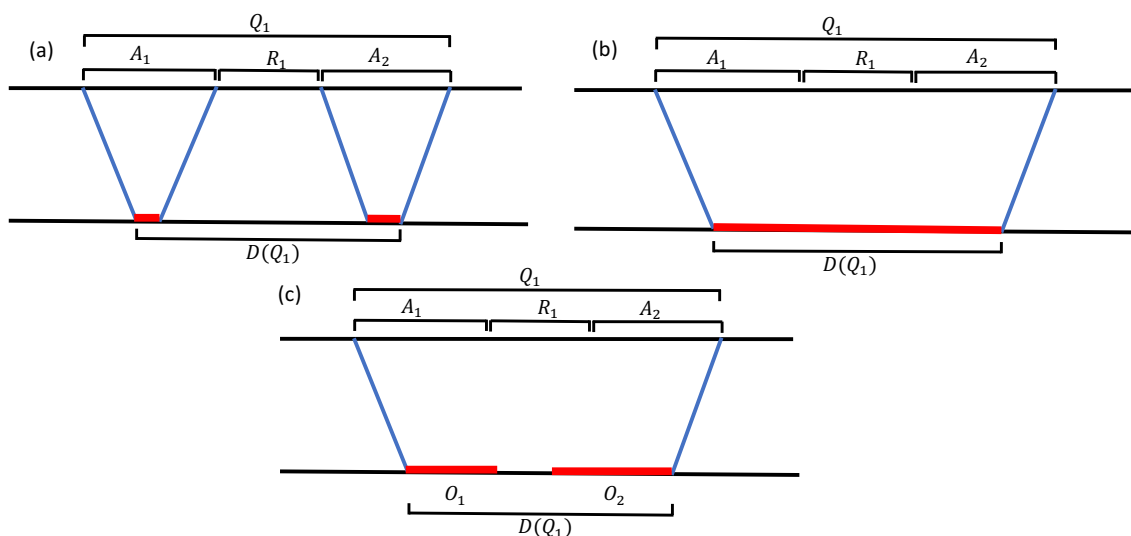 (a)
Q₁
A₁ R₁ A₂
D(Q₁)
(b)
Q₁
A₁ R₁ A₂
D(Q₁)
(c)
Q₁
A₁ R₁ A₂
O₁ O₂
D(Q₁)